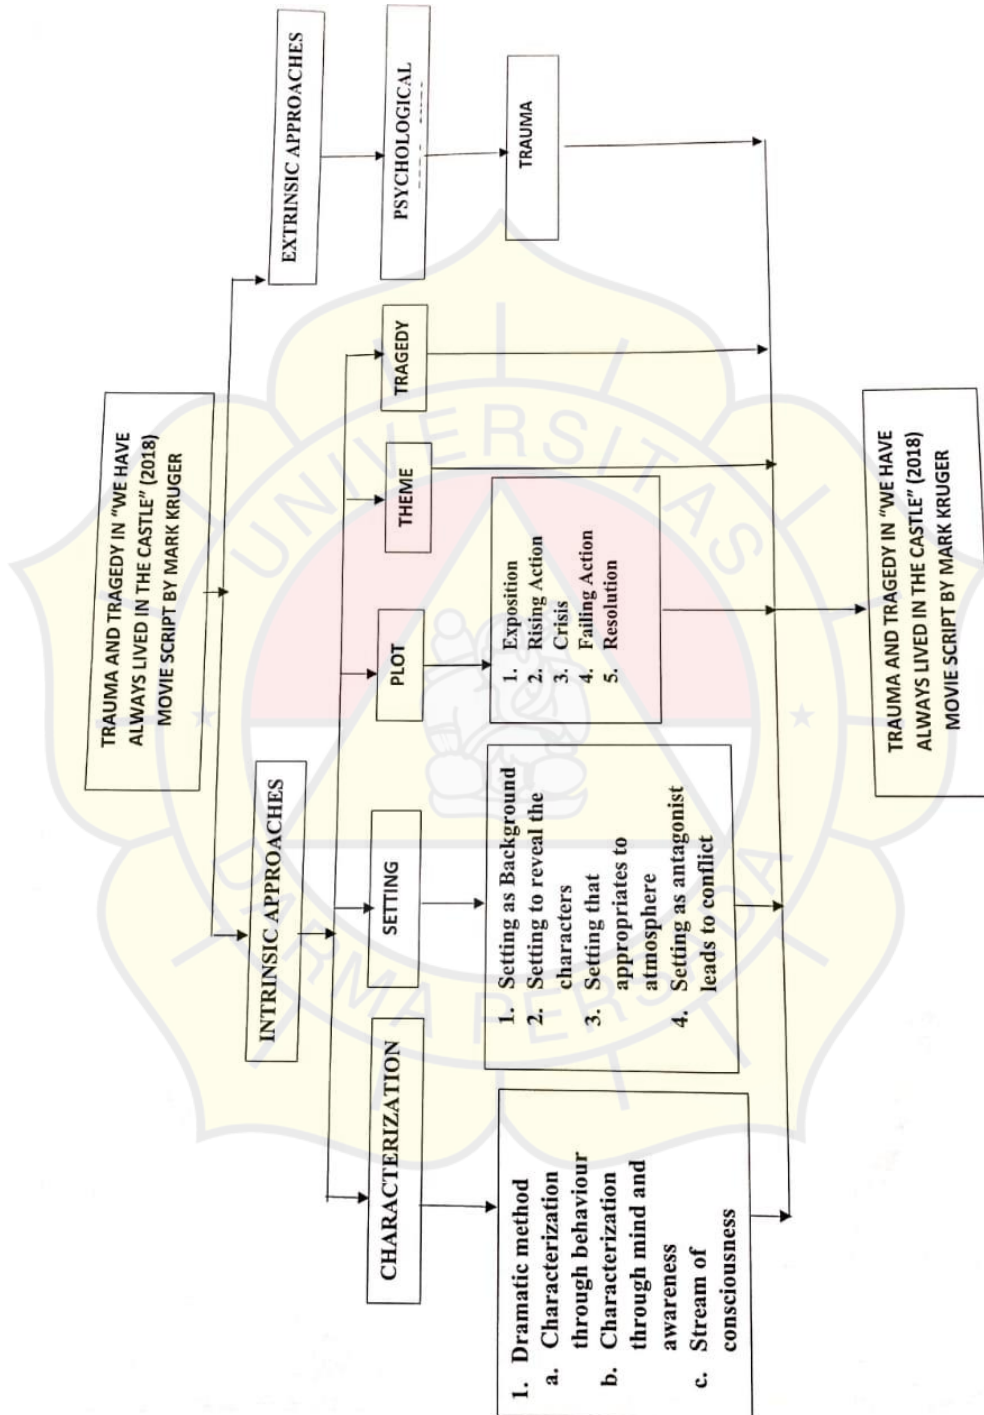 TRAUMA AND TRAGEDY IN “WE HAVE
ALWAYS LIVED IN THE CASTLE” (2018)
MOVIE SCRIPT BY MARK KRUGER
INTRINSIC APPROACHES
EXTRINSIC APPROACHES
CHARACTERIZATION
SETTING
PLOT
THEME
TRAGEDY
PSYCHOLOGICAL
1. Dramatic method
a. Characterization
through behaviour
b. Characterization
through mind and
awareness
c. Stream of
consciousness
1. Setting as Background
2. Setting to reveal the
characters
3. Setting that
appropriates to
atmosphere
4. Setting as antagonist
leads to conflict
1. Exposition
2. Rising Action
3. Crisis
4. Failing Action
5. Resolution
TRAUMA
TRAUMA AND TRAGEDY IN “WE HAVE
ALWAYS LIVED IN THE CASTLE” (2018)
MOVIE SCRIPT BY MARK KRUGER
UNIVERSITAS
DARMA PERSADA